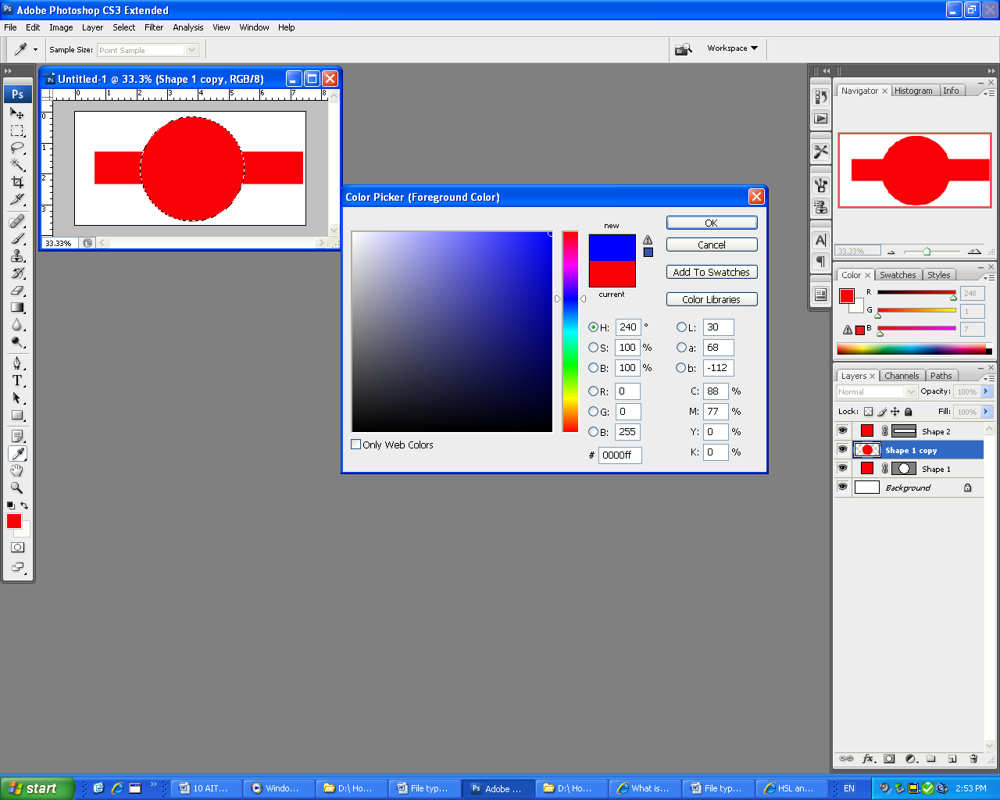 Ps Adobe Photoshop CS3 Extended
File Edit Image Layer Select Filter Analysis View Window Help
Sample Size: Point Sample
Br Workspace
Ps
Untitled-1 @ 33.3% (Shape 1 copy, RGB/8)
0 1 2 3 4 5 6 7 8
0
1
2
3
33.33%
T
Color Picker (Foreground Color)
new
current
OK
Cancel
Add To Swatches
Color Libraries
H: 240 ° L: 30
S: 100 % a: 68
B: 100 % b: -112
R: 0 C: 88 %
G: 0 M: 77 %
B: 255 Y: 0 %
# 0000ff K: 0 %
Only Web Colors
Navigator Histogram Info
33.33%
Color Swatches Styles
R 248
G 1
B 7
Layers Channels Paths
Normal Opacity: 100%
Lock: Fill: 100%
Shape 2
Shape 1 copy
Shape 1
Background
fx
start 10 AIT... Windo... D:\ Ho... File typ... Ps Adobe ... D:\ Ho... What is... File typ... HSL an... EN 2:53 PM